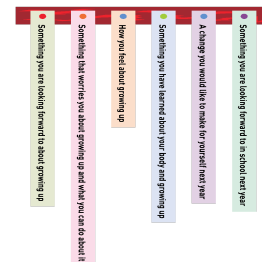 Something you are looking forward to about growing up
Something that worries you about growing up and what you can do about it
How you feel about growing up
Something you have learned about your body and growing up
A change you would like to make for yourself next year
Something you are looking forward to in school next year